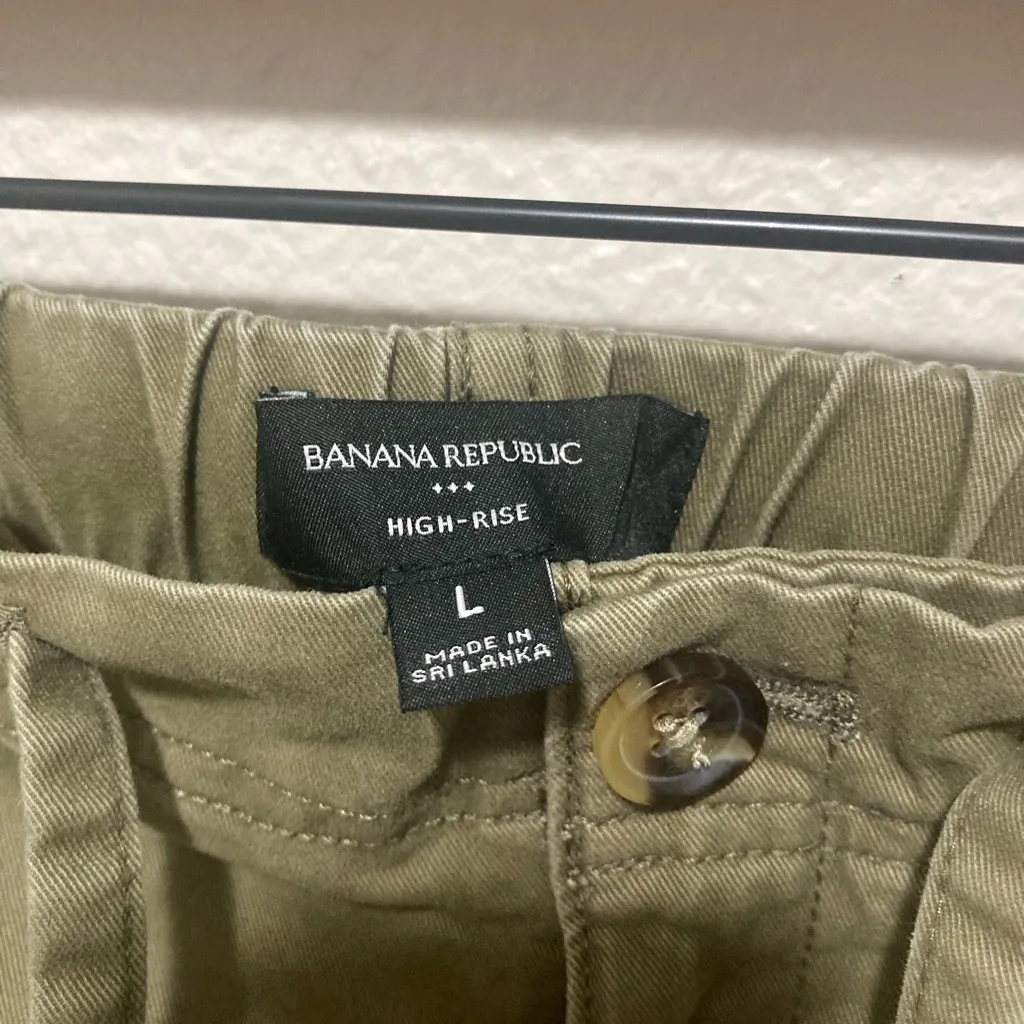 BANANA REPUBLIC
HIGH-RISE
L
MADE IN
SRI LANKA